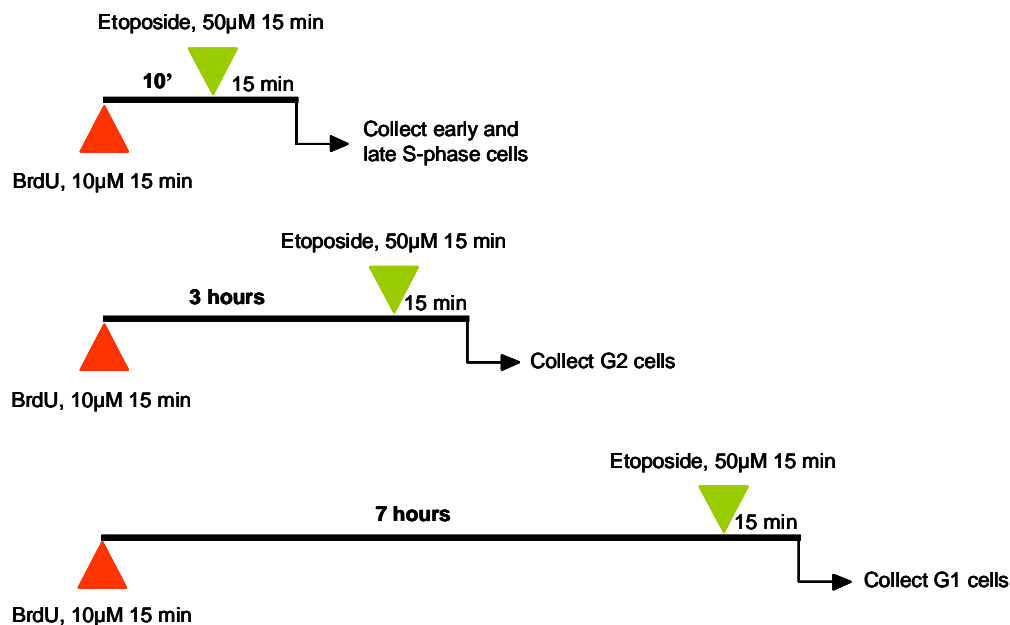 Etoposide, 50µM 15 min
10’
15 min
Collect early and
late S-phase cells
BrdU, 10µM 15 min
Etoposide, 50µM 15 min
3 hours
15 min
Collect G2 cells
BrdU, 10µM 15 min
Etoposide, 50µM 15 min
7 hours
15 min
Collect G1 cells
BrdU, 10µM 15 min